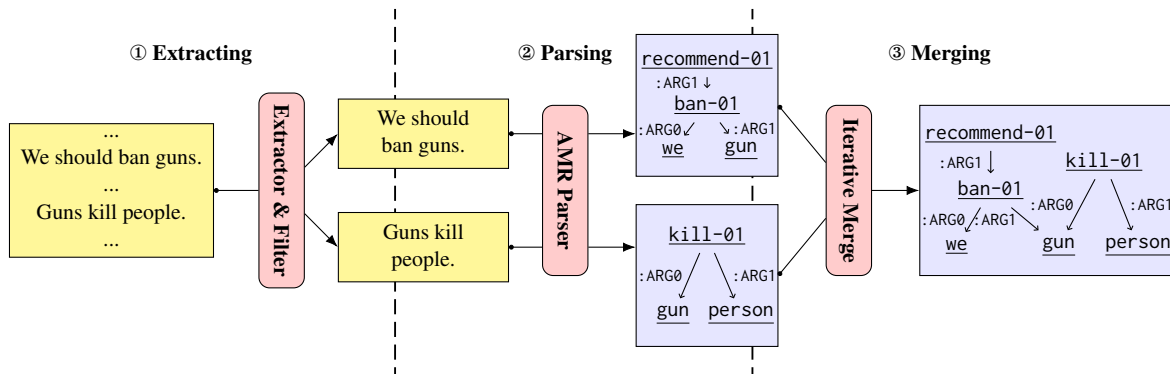 ① Extracting
② Parsing
③ Merging
...
We should ban guns.
...
Guns kill people.
...
Extractor & Filter
We should
ban guns.
Guns kill
people.
AMR Parser
recommend-01
:ARG1
ban-01
:ARG0 :ARG1
we gun
kill-01
:ARG0 :ARG1
gun person
Iterative Merge
recommend-01
:ARG1 kill-01
ban-01
:ARG0 :ARG1 :ARG0 :ARG1
we gun person